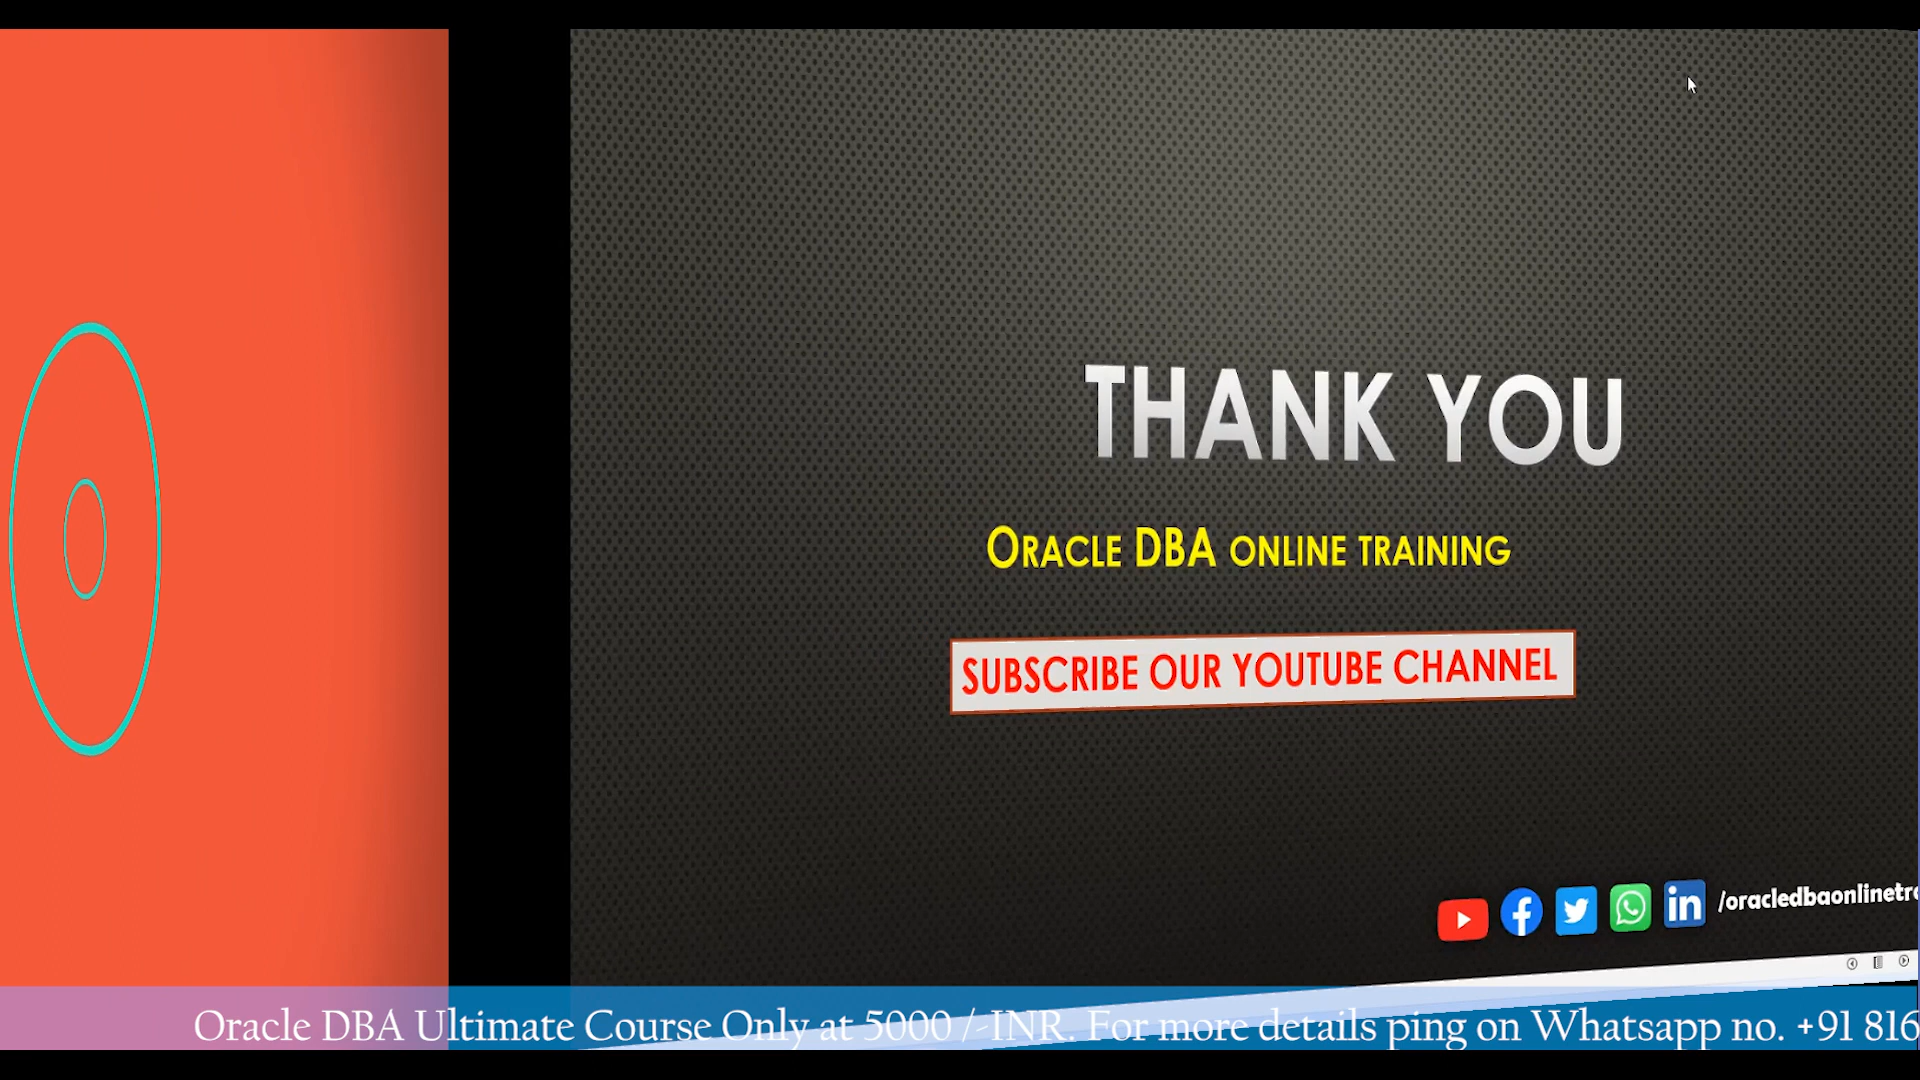 THANK YOU
ORACLE DBA ONLINE TRAINING
SUBSCRIBE OUR YOUTUBE CHANNEL
Oracle DBA Ultimate Course Only at 5000 /-INR. For more details ping on Whatsapp no. +91 816